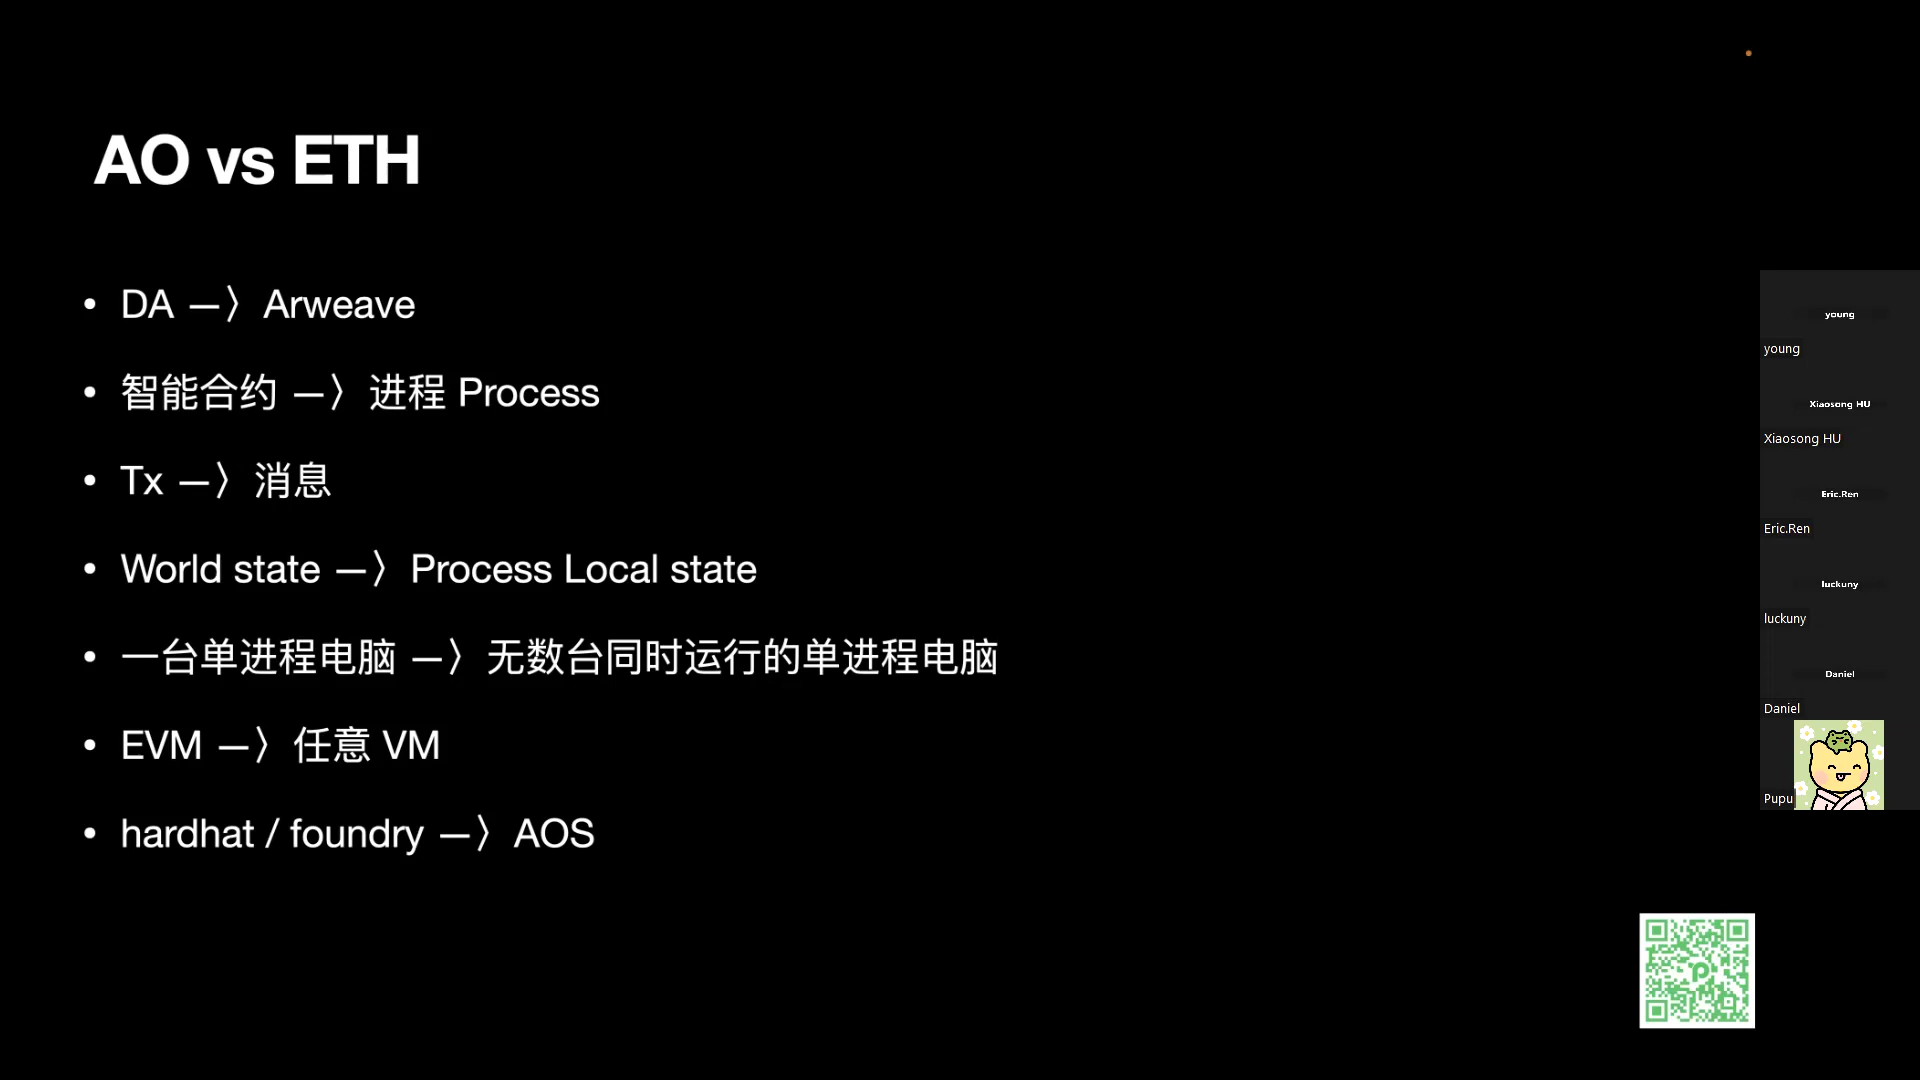 AO vs ETH
• DA —〉Arweave
• 智能合约 —〉进程 Process
• Tx —〉消息
• World state —〉Process Local state
• 一台单进程电脑 —〉无数台同时运行的单进程电脑
• EVM —〉任意 VM
• hardhat / foundry —〉AOS
young
young
Xiaosong HU
Xiaosong HU
Eric.Ren
Eric.Ren
luckuny
luckuny
Daniel
Daniel
Pupu